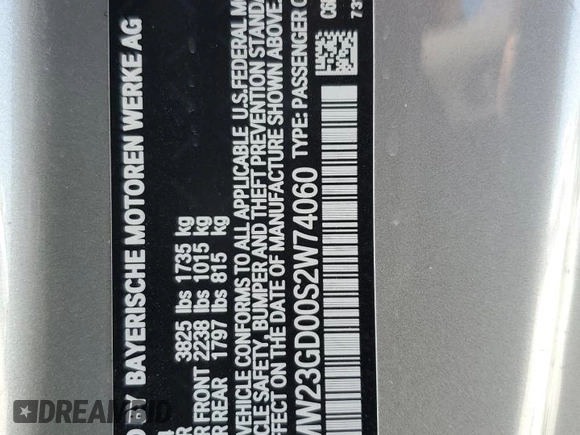 D BY BAYERISCHE MOTOREN WERKE AG
3825 lbs 1735 kg
FRONT 2238 lbs 1015 kg
REAR 1797 lbs 815 kg
VEHICLE CONFORMS TO ALL APPLICABLE U.S. FEDERAL M
CLE SAFETY, BUMPER AND THEFT PREVENTION STANDA
EFFECT ON THE DATE OF MANUFACTURE SHOWN ABOVE.
MW23GD00S2W74060 TYPE: PASSENGER C
DREAMBID